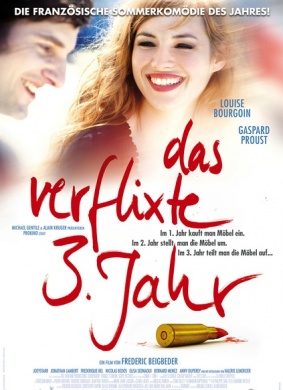 DIE FRANZÖSISCHE SOMMERKOMÖDIE DES JAHRES!
LOUISE
BOURGOIN
GASPARD
PROUST
das
verflixte
3. Jahr
Im 1. Jahr kauft man Möbel ein.
Im 2. Jahr stellt man die Möbel um.
Im 3. Jahr teilt man die Möbel auf...
EIN FILM VON FREDERIC BEIGBEDER